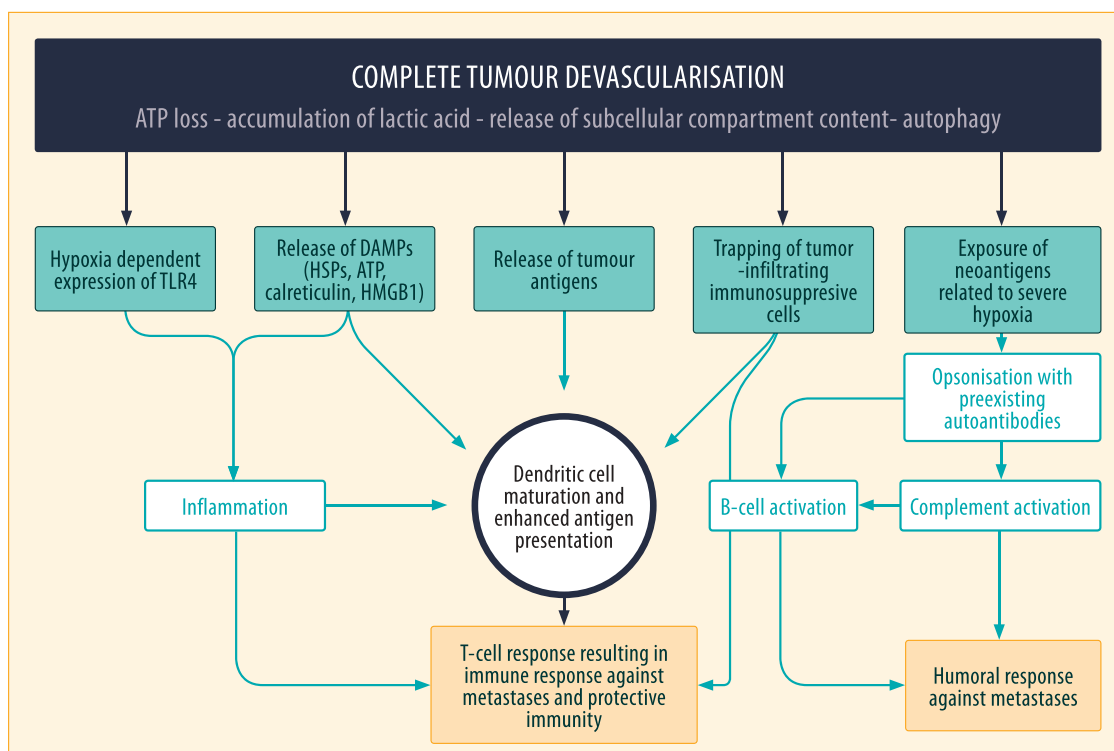 COMPLETE TUMOUR DEVASCULARISATION
ATP loss - accumulation of lactic acid - release of subcellular compartment content- autophagy
Hypoxia dependent
expression of TLR4
Release of DAMPs
(HSPs, ATP,
calreticulin, HMGB1)
Release of tumour
antigens
Trapping of tumor
-infiltrating
immunosuppresive
cells
Exposure of
neoantigens
related to severe
hypoxia
Opsonisation with
preexisting
autoantibodies
Inflammation
Dendritic cell
maturation and
enhanced antigen
presentation
B-cell activation
Complement activation
T-cell response resulting in
immune response against
metastases and protective
immunity
Humoral response
against metastases